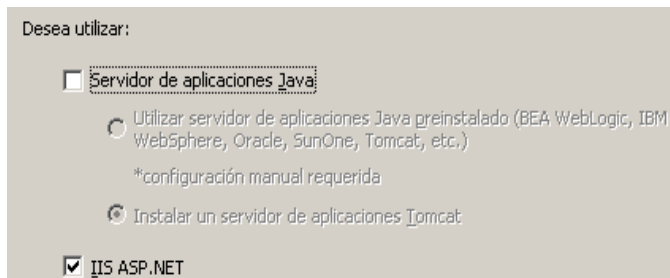 Desea utilizar:
Servidor de aplicaciones Java
Utilizar servidor de aplicaciones Java preinstalado (BEA WebLogic, IBM
WebSphere, Oracle, SunOne, Tomcat, etc.)
*configuración manual requerida
Instalar un servidor de aplicaciones Tomcat
IIS ASP.NET